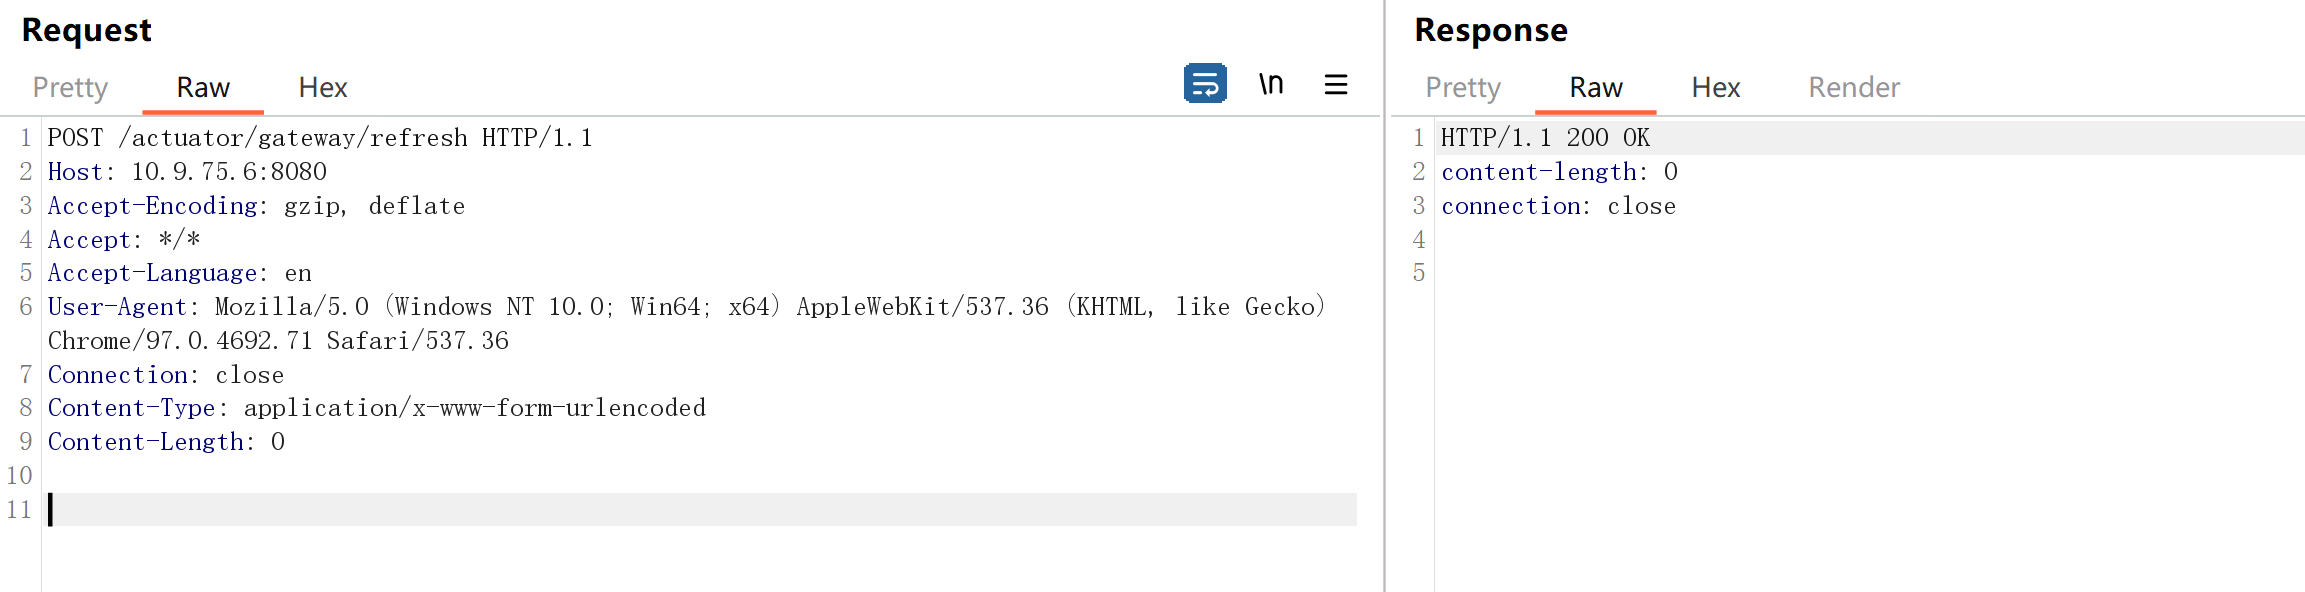 Request
Pretty Raw Hex
\n
1 POST /actuator/gateway/refresh HTTP/1.1
2 Host: 10.9.75.6:8080
3 Accept-Encoding: gzip, deflate
4 Accept: */*
5 Accept-Language: en
6 User-Agent: Mozilla/5.0 (Windows NT 10.0; Win64; x64) AppleWebKit/537.36 (KHTML, like Gecko)
Chrome/97.0.4692.71 Safari/537.36
7 Connection: close
8 Content-Type: application/x-www-form-urlencoded
9 Content-Length: 0
10
11
Response
Pretty Raw Hex Render
1 HTTP/1.1 200 OK
2 content-length: 0
3 connection: close
4
5